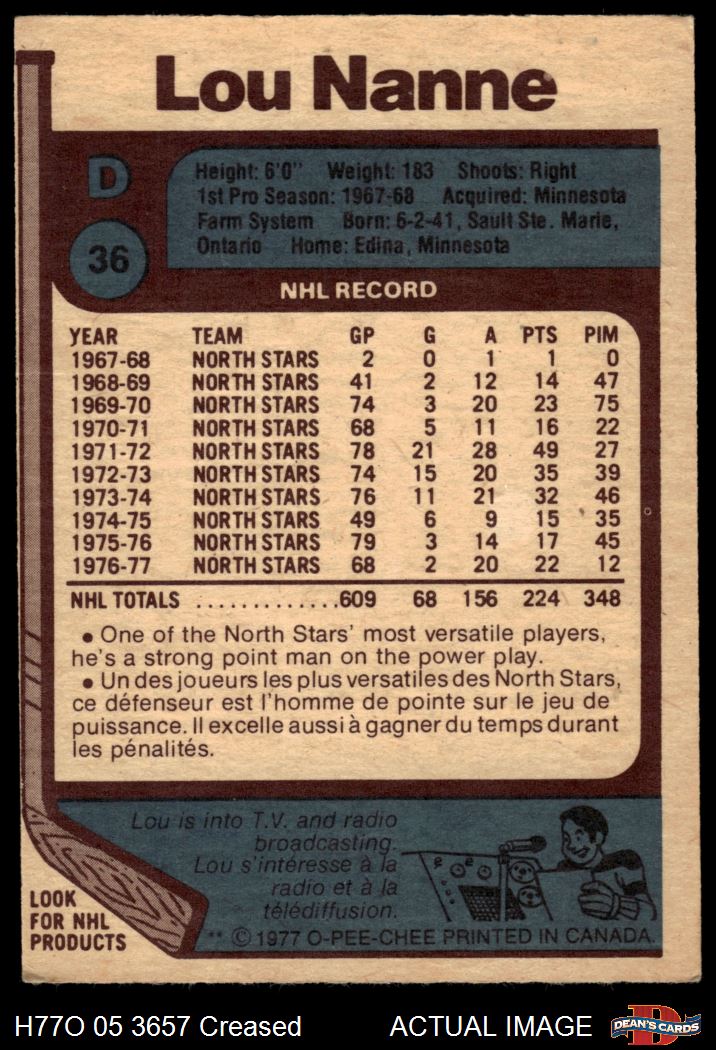 Lou Nanne
D
36
Height: 6'0" Weight: 183 Shoots: Right
1st Pro Season: 1967-68 Acquired: Minnesota
Farm System Born: 6-2-41, Sault Ste. Marie,
Ontario Home: Edina, Minnesota
NHL RECORD
YEAR TEAM GP G A PTS PIM
1967-68 NORTH STARS 2 0 1 1 0
1968-69 NORTH STARS 41 2 12 14 47
1969-70 NORTH STARS 74 3 20 23 75
1970-71 NORTH STARS 68 5 11 16 22
1971-72 NORTH STARS 78 21 28 49 27
1972-73 NORTH STARS 74 15 20 35 39
1973-74 NORTH STARS 76 11 21 32 46
1974-75 NORTH STARS 49 6 9 15 35
1975-76 NORTH STARS 79 3 14 17 45
1976-77 NORTH STARS 68 2 20 22 12
NHL TOTALS .............609 68 156 224 348
• One of the North Stars' most versatile players,
he's a strong point man on the power play.
• Un des joueurs les plus versatiles des North Stars,
ce défenseur est l'homme de pointe sur le jeu de
puissance. Il excelle aussi à gagner du temps durant
les pénalités.
Lou is into T.V. and radio
broadcasting.
Lou s'intéresse à la
radio et à la
télédiffusion.
LOOK
FOR NHL
PRODUCTS
** © 1977 O-PEE-CHEE PRINTED IN CANADA.
H77O 05 3657 Creased ACTUAL IMAGE
DEAN'S CARDS